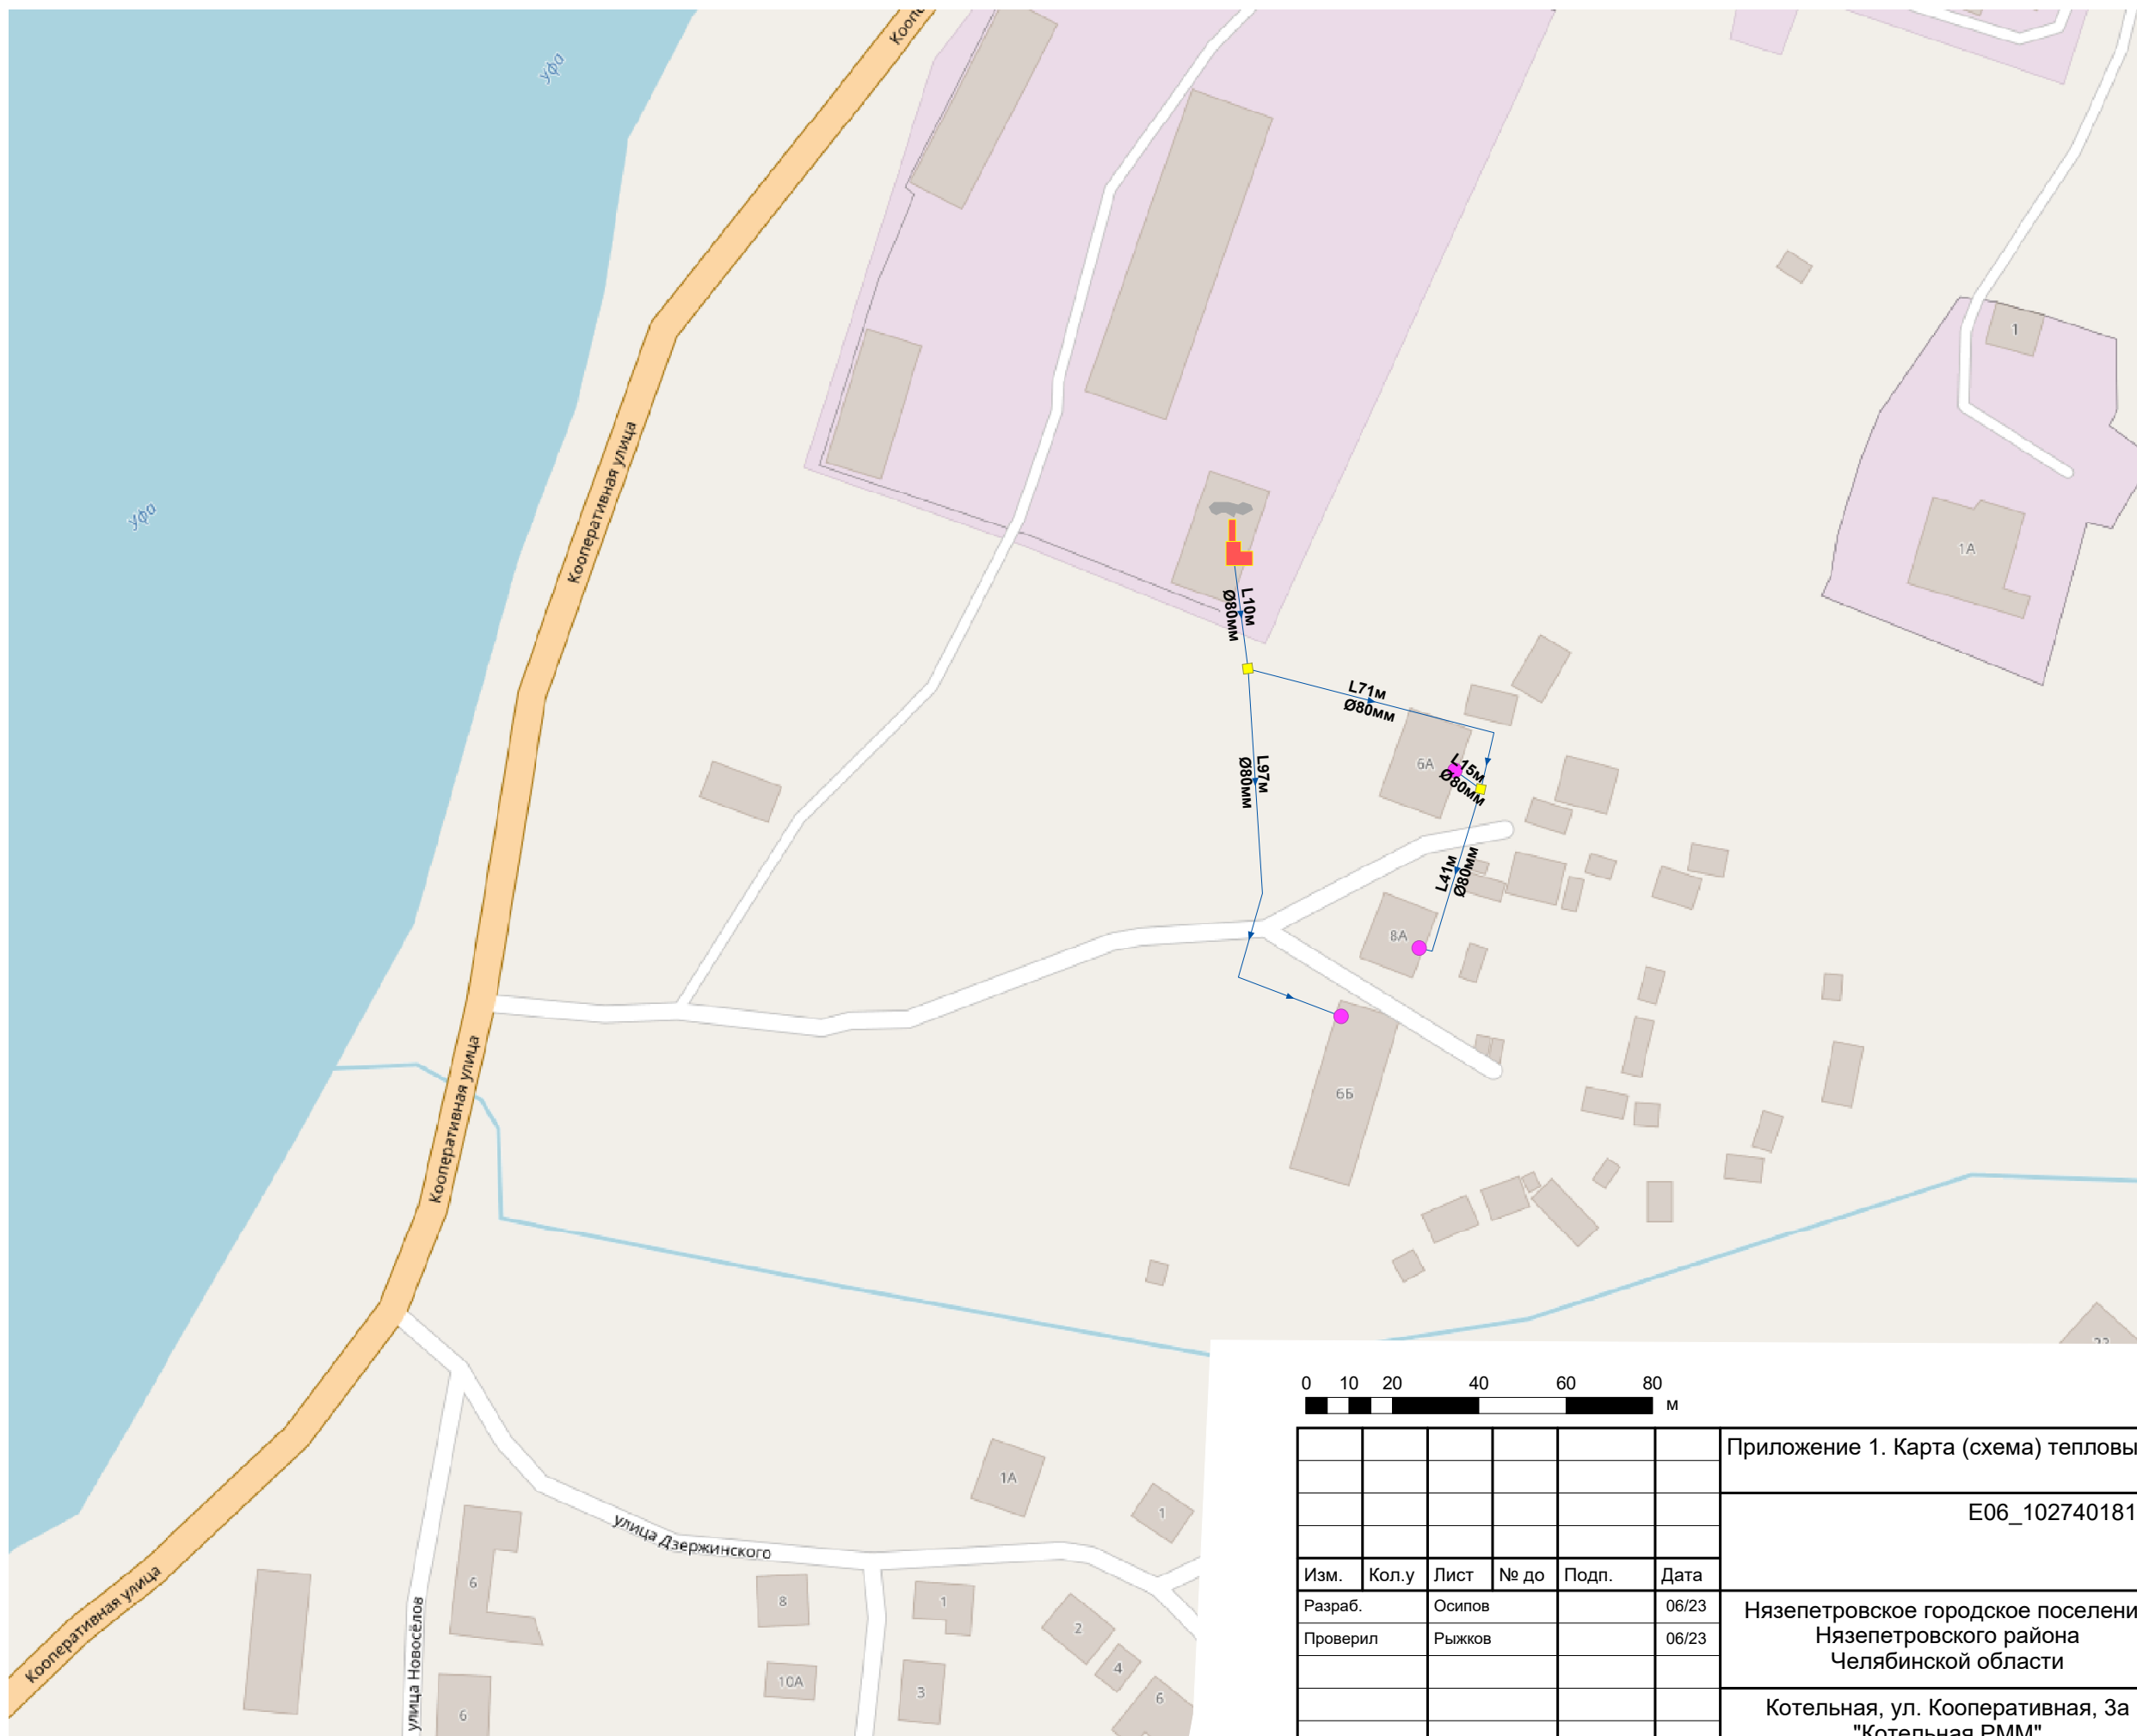 Уфа
Уфа
Кооперативная улица
Кооперативная улица
Кооперативная улица
1
1А
L10м
Ø80мм
L71м
Ø80мм
L97м
Ø80мм
6А
L15м
Ø80мм
L41м
Ø80мм
8А
6Б
улица Дзержинского
улица Новосёлов
1А
1
6
8
1
2
10А
3
4
6
6
0 10 20 40 60 80
м
Приложение 1. Карта (схема) тепловы
E06_102740181
Изм. Кол.у Лист № до Подп. Дата
Разраб. Осипов 06/23
Проверил Рыжков 06/23
Нязепетровское городское поселени
Нязепетровского района
Челябинской области
Котельная, ул. Кооперативная, 3а
"Котельная РММ"